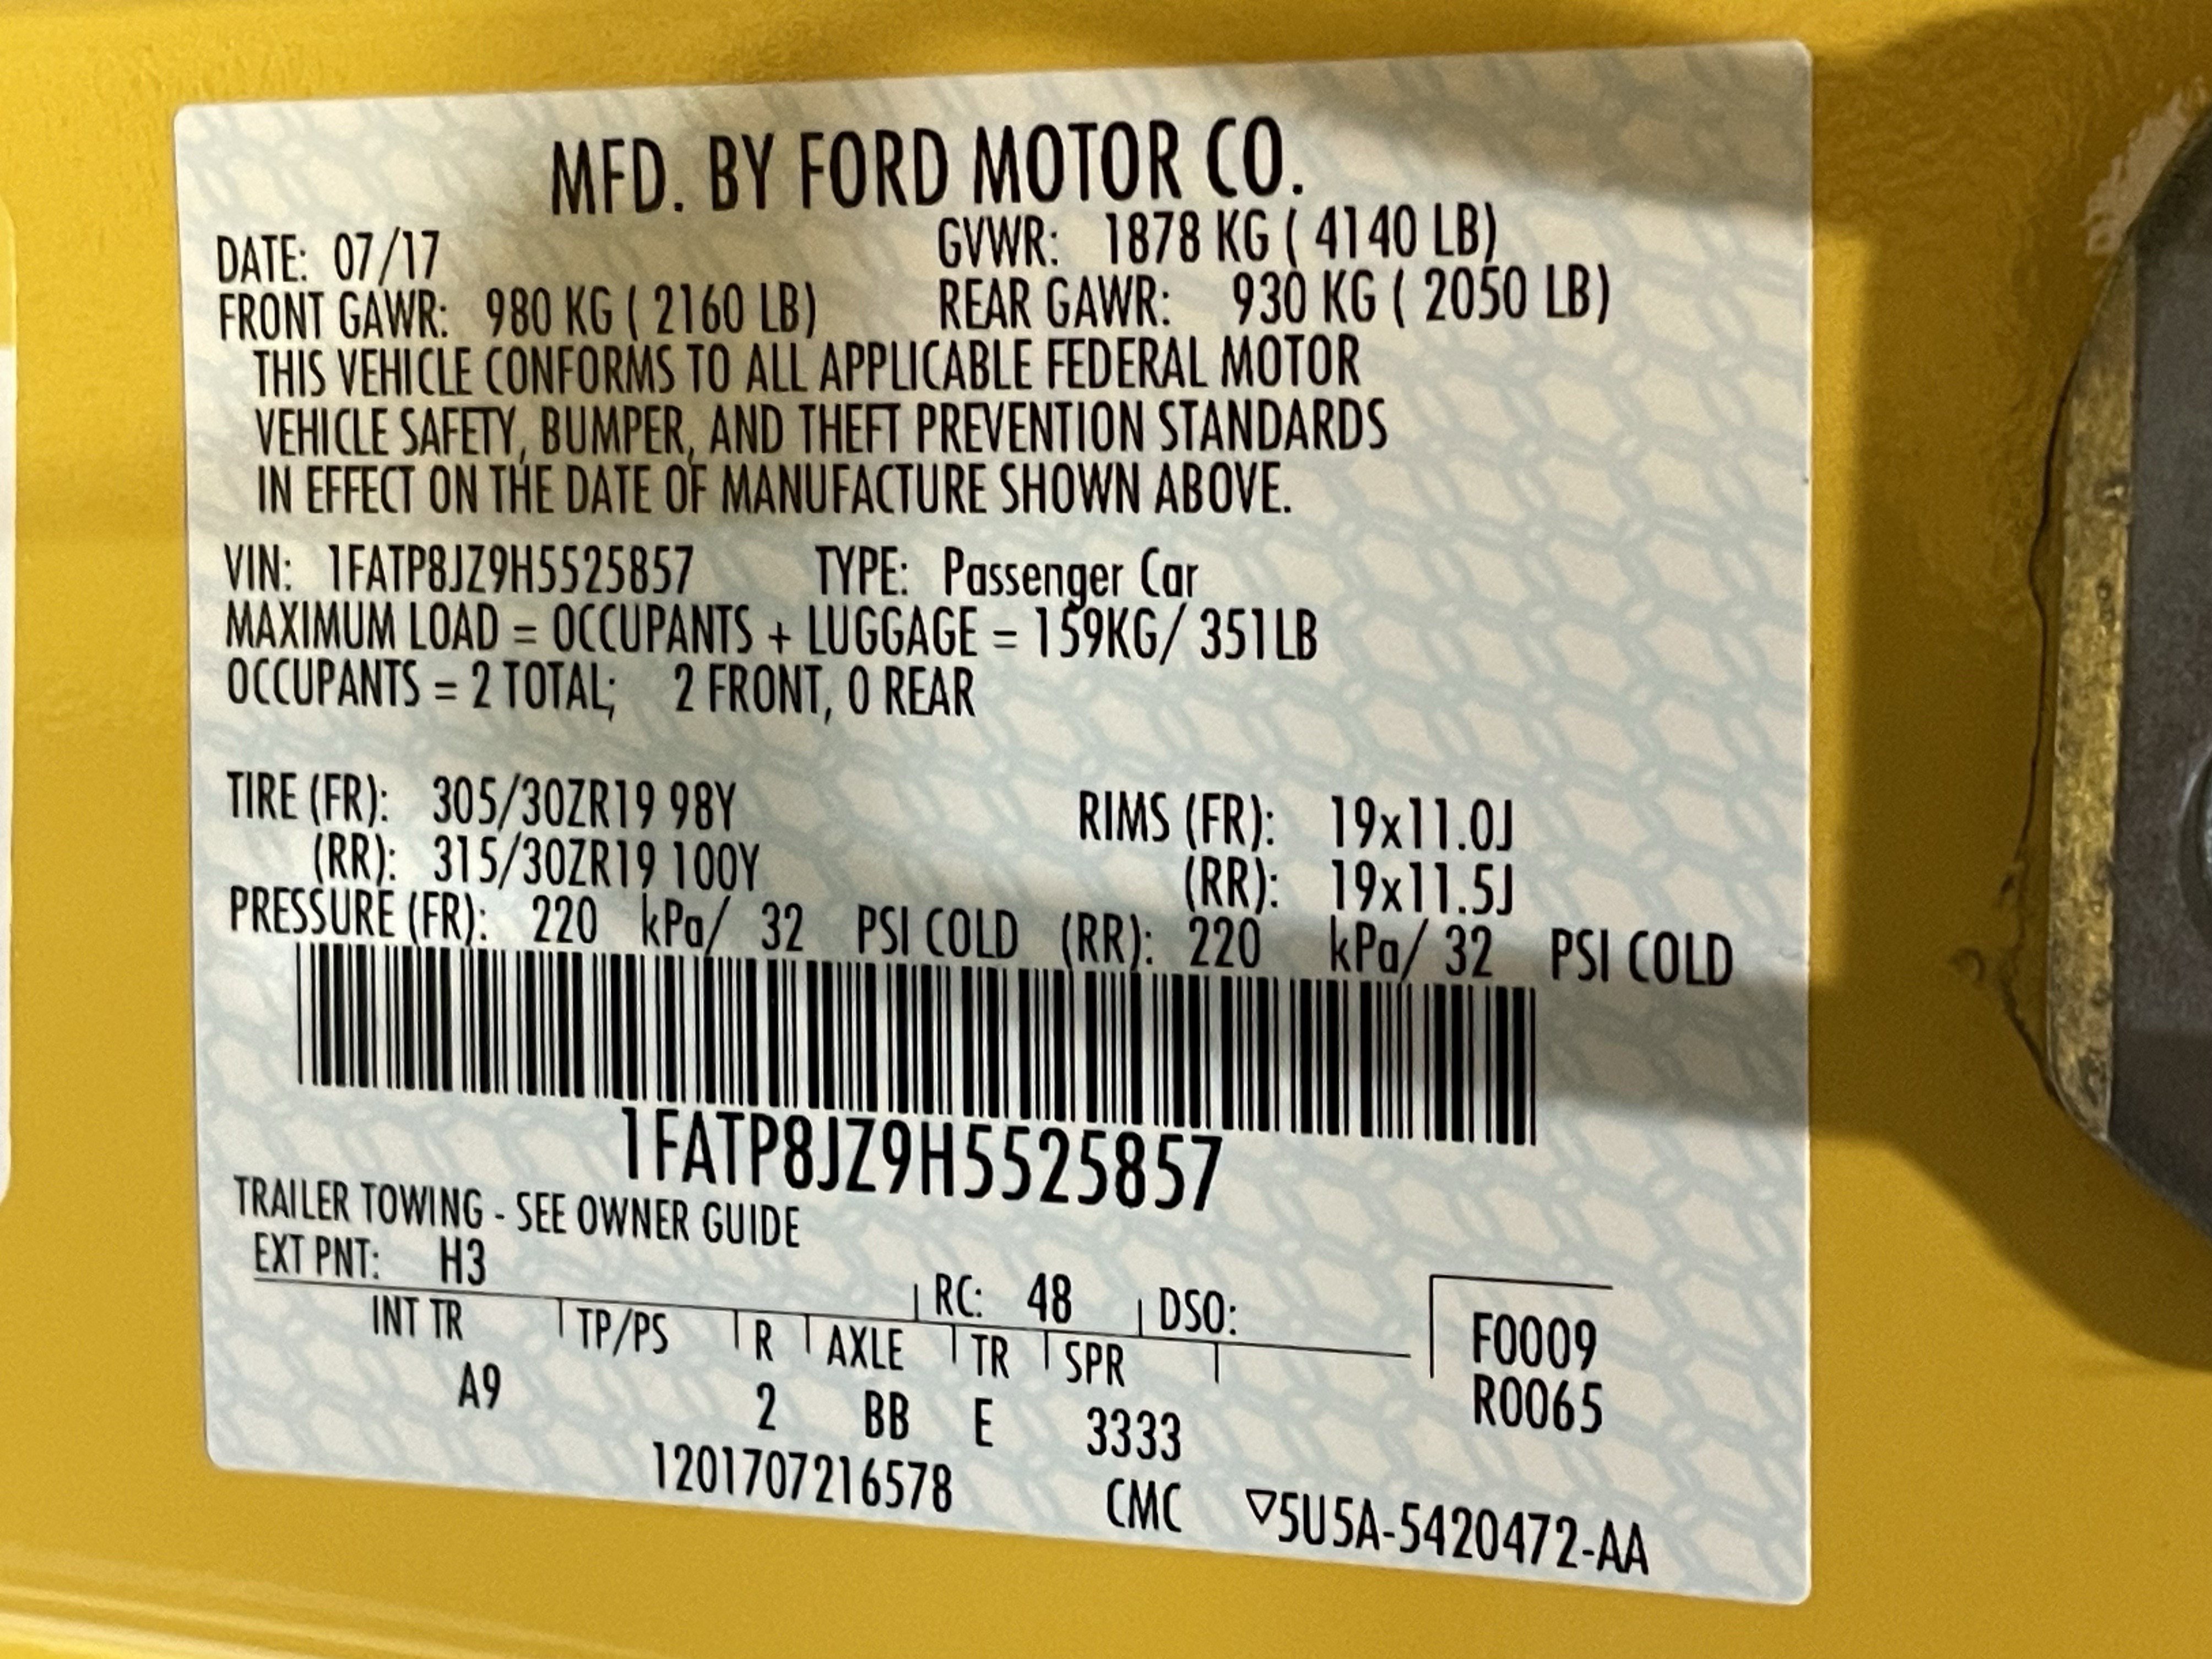 MFD. BY FORD MOTOR CO.
DATE: 07/17 GVWR: 1878 KG ( 4140 LB)
FRONT GAWR: 980 KG ( 2160 LB) REAR GAWR: 930 KG ( 2050 LB)
THIS VEHICLE CONFORMS TO ALL APPLICABLE FEDERAL MOTOR
VEHICLE SAFETY, BUMPER, AND THEFT PREVENTION STANDARDS
IN EFFECT ON THE DATE OF MANUFACTURE SHOWN ABOVE.
VIN: 1FATP8JZ9H5525857 TYPE: Passenger Car
MAXIMUM LOAD = OCCUPANTS + LUGGAGE = 159KG/ 351LB
OCCUPANTS = 2 TOTAL; 2 FRONT, 0 REAR
TIRE (FR): 305/30ZR19 98Y RIMS (FR): 19x11.0J
(RR): 315/30ZR19 100Y (RR): 19x11.5J
PRESSURE (FR): 220 kPa/ 32 PSI COLD (RR): 220 kPa/ 32 PSI COLD
1FATP8JZ9H5525857
TRAILER TOWING - SEE OWNER GUIDE
EXT PNT: H3 RC: 48 DSO:
INT TR TP/PS R AXLE TR SPR F0009
A9 2 BB E 3333 R0065
1201707216578 CMC ▽5U5A-5420472-AA